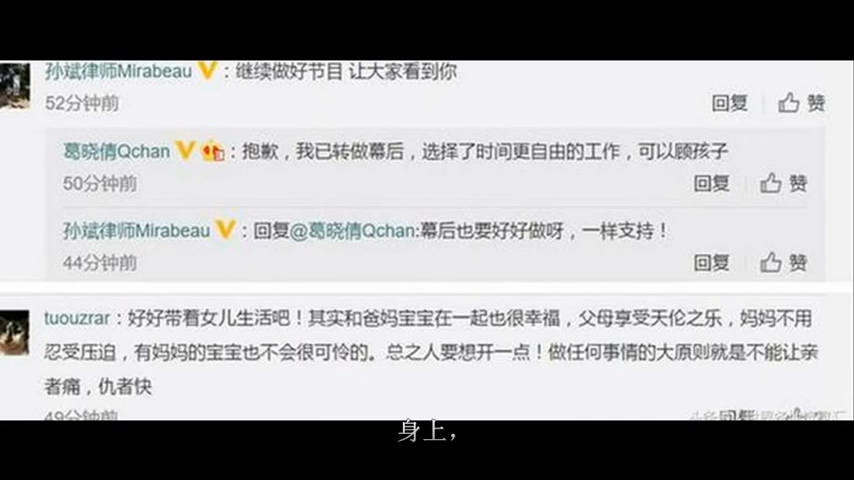 孙斌律师Mirabeau：继续做好节目 让大家看到你
52分钟前 回复 赞
葛晓倩Qchan：抱歉，我已转做幕后，选择了时间更自由的工作，可以顾孩子
50分钟前 回复 赞
孙斌律师Mirabeau：回复@葛晓倩Qchan:幕后也要好好做呀，一样支持！
44分钟前 回复 赞
tuouzrar：好好带着女儿生活吧！其实和爸妈宝宝在一起也很幸福，父母享受天伦之乐，妈妈不用
忍受压迫，有妈妈的宝宝也不会很可怜的。总之人要想开一点！做任何事情的大原则就是不能让亲
者痛，仇者快
49分钟前 回复
身上，